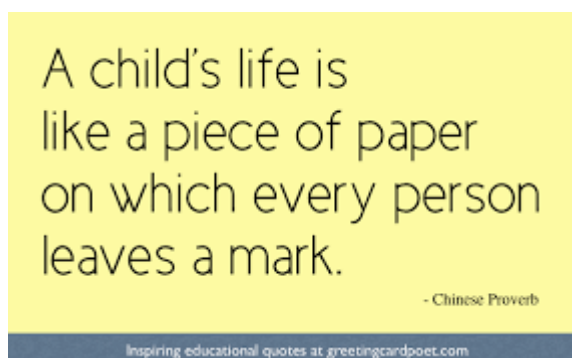 A child's life is
like a piece of paper
on which every person
leaves a mark.
- Chinese Proverb
Inspiring educational quotes at greetingcardpoet.com